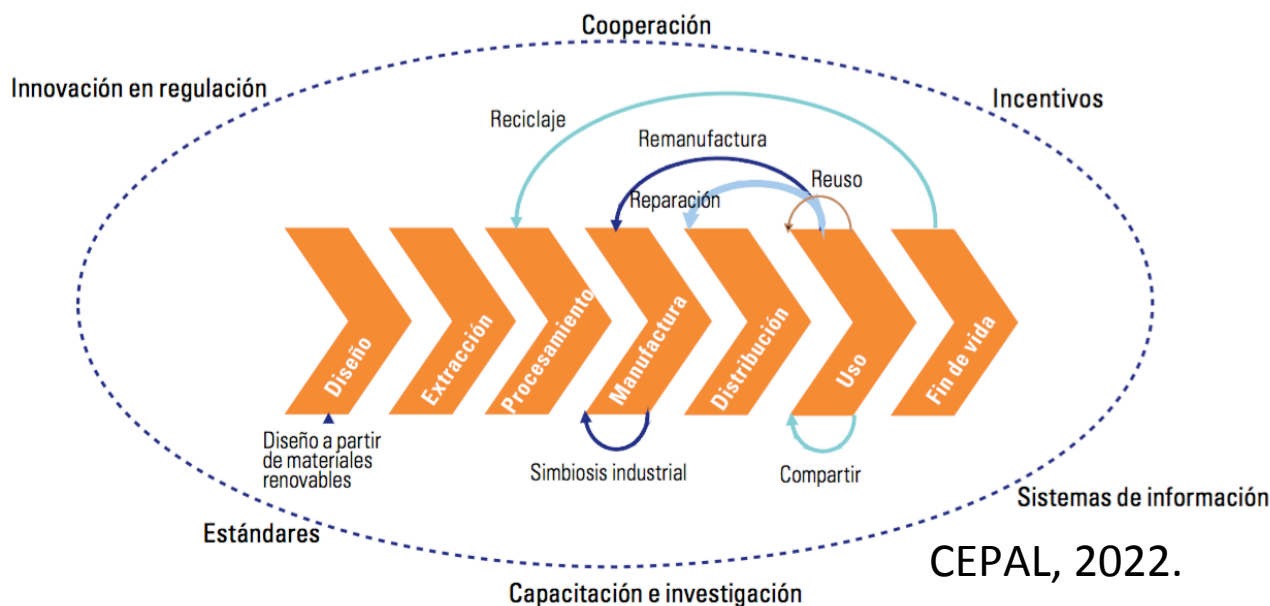 Cooperación
Innovación en regulación
Incentivos
Reciclaje
Remanufactura
Reparación
Reuso
Diseño
Extracción
Procesamiento
Manufactura
Distribución
Uso
Fin de vida
Diseño a partir
de materiales
renovables
Simbiosis industrial
Compartir
Sistemas de información
Estándares
CEPAL, 2022.
Capacitación e investigación